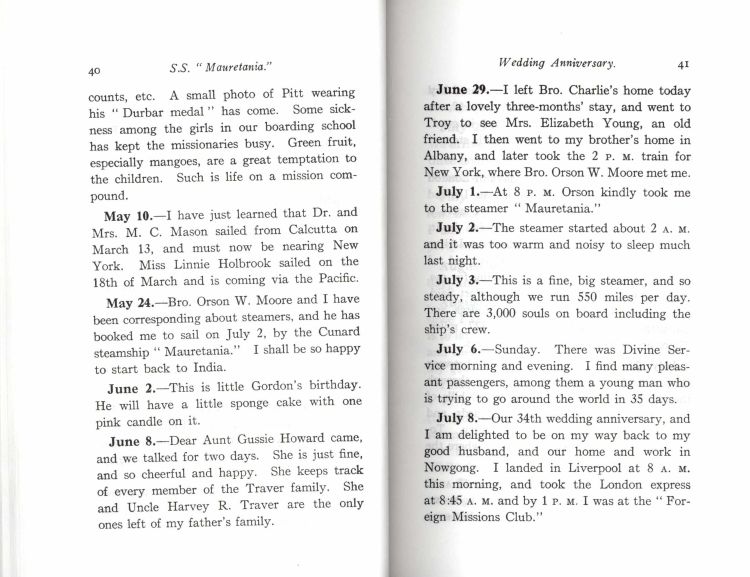 40 S.S. “ Mauretania.”
counts, etc. A small photo of Pitt wearing
his “ Durbar medal ” has come. Some sick-
ness among the girls in our boarding school
has kept the missionaries busy. Green fruit,
especially mangoes, are a great temptation to
the children. Such is life on a mission com-
pound.
May 10.—I have just learned that Dr. and
Mrs. M. C. Mason sailed from Calcutta on
March 13, and must now be nearing New
York. Miss Linnie Holbrook sailed on the
18th of March and is coming via the Pacific.
May 24.—Bro. Orson W. Moore and I have
been corresponding about steamers, and he has
booked me to sail on July 2, by the Cunard
steamship “ Mauretania.” I shall be so happy
to start back to India.
June 2.—This is little Gordon’s birthday.
He will have a little sponge cake with one
pink candle on it.
June 8.—Dear Aunt Gussie Howard came,
and we talked for two days. She is just fine,
and so cheerful and happy. She keeps track
of every member of the Traver family. She
and Uncle Harvey R. Traver are the only
ones left of my father’s family.
Wedding Anniversary. 41
June 29.—I left Bro. Charlie’s home today
after a lovely three-months’ stay, and went to
Troy to see Mrs. Elizabeth Young, an old
friend. I then went to my brother’s home in
Albany, and later took the 2 P. M. train for
New York, where Bro. Orson W. Moore met me.
July 1.—At 8 P. M. Orson kindly took me
to the steamer “ Mauretania.”
July 2.—The steamer started about 2 A. M.
and it was too warm and noisy to sleep much
last night.
July 3.—This is a fine, big steamer, and so
steady, although we run 550 miles per day.
There are 3,000 souls on board including the
ship’s crew.
July 6.—Sunday. There was Divine Ser-
vice morning and evening. I find many pleas-
ant passengers, among them a young man who
is trying to go around the world in 35 days.
July 8.—Our 34th wedding anniversary, and
I am delighted to be on my way back to my
good husband, and our home and work in
Nowgong. I landed in Liverpool at 8 A. M.
this morning, and took the London express
at 8:45 A. M. and by 1 P. M. I was at the “ For-
eign Missions Club.”